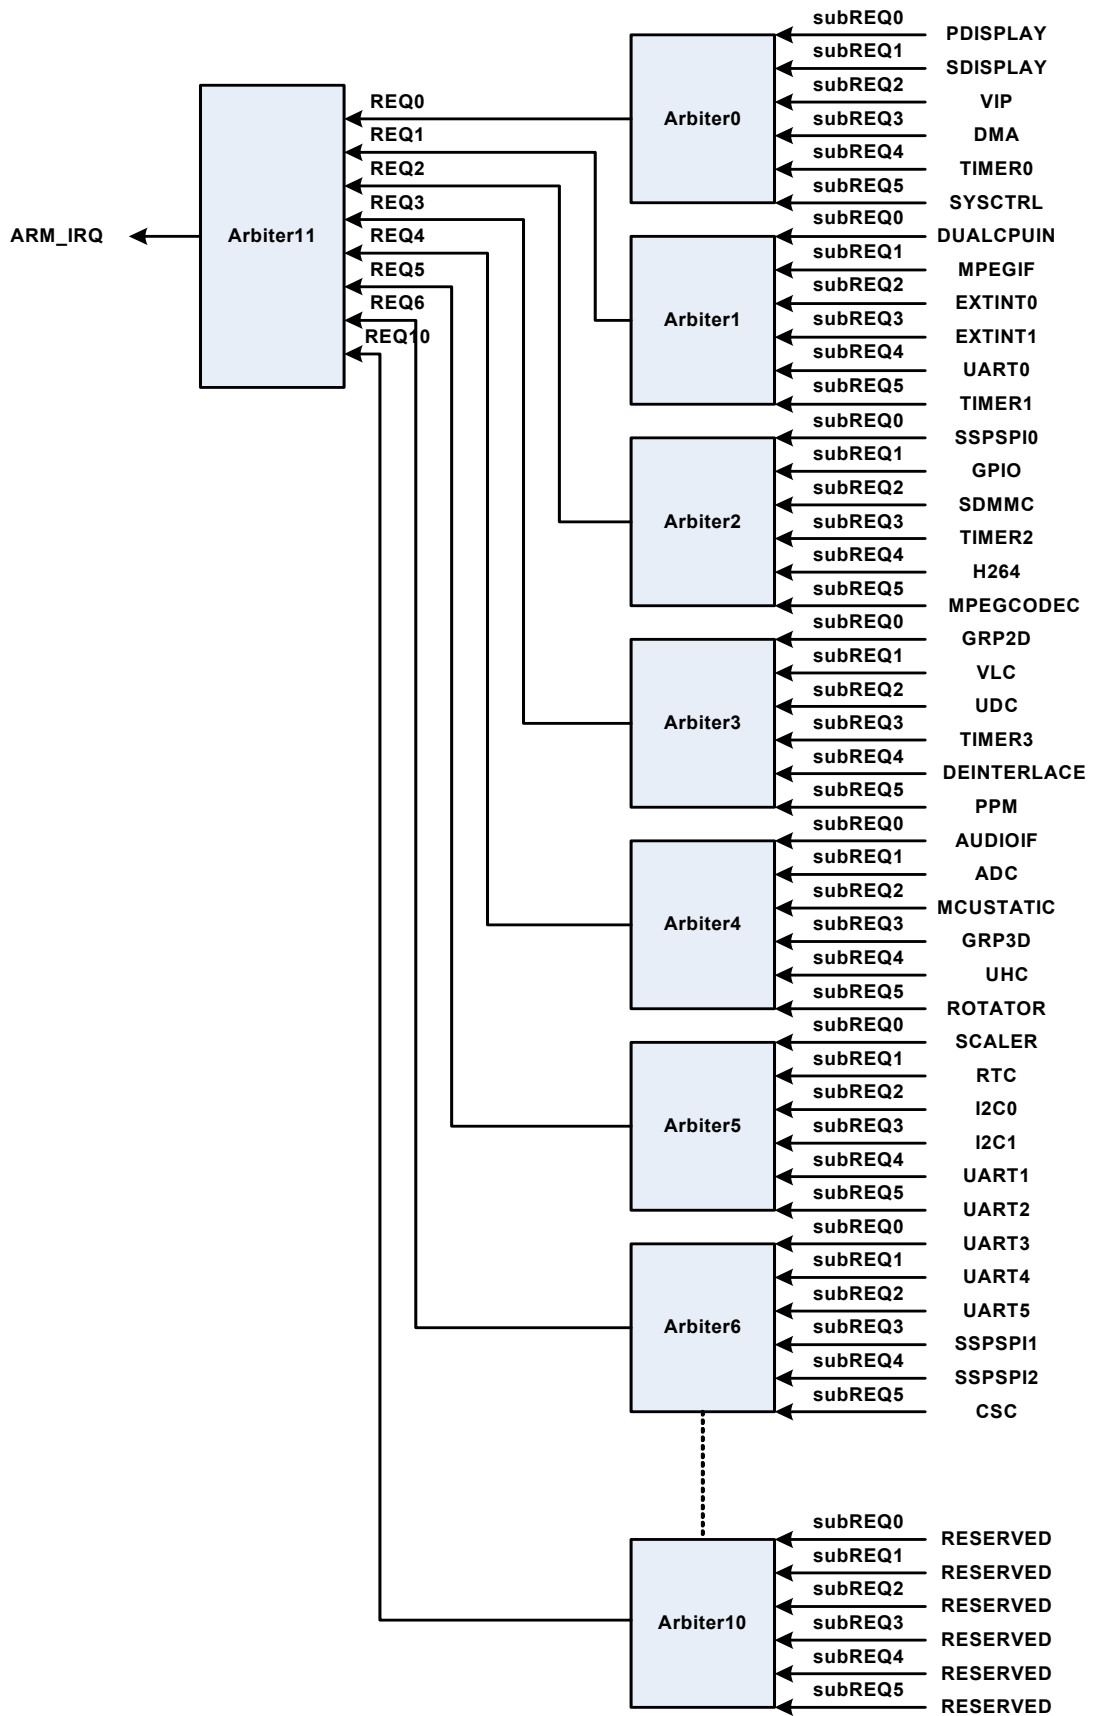 ARM_IRQ
Arbiter11
REQ0
REQ1
REQ2
REQ3
REQ4
REQ5
REQ6
REQ10
Arbiter0
subREQ0 PDISPLAY
subREQ1 SDISPLAY
subREQ2 VIP
subREQ3 DMA
subREQ4 TIMER0
subREQ5 SYSCTRL
Arbiter1
subREQ0 DUALCPUIN
subREQ1 MPEGIF
subREQ2 EXTINT0
subREQ3 EXTINT1
subREQ4 UART0
subREQ5 TIMER1
Arbiter2
subREQ0 SSPSPI0
subREQ1 GPIO
subREQ2 SDMMC
subREQ3 TIMER2
subREQ4 H264
subREQ5 MPEGCODEC
Arbiter3
subREQ0 GRP2D
subREQ1 VLC
subREQ2 UDC
subREQ3 TIMER3
subREQ4 DEINTERLACE
subREQ5 PPM
Arbiter4
subREQ0 AUDIOIF
subREQ1 ADC
subREQ2 MCUSTATIC
subREQ3 GRP3D
subREQ4 UHC
subREQ5 ROTATOR
Arbiter5
subREQ0 SCALER
subREQ1 RTC
subREQ2 I2C0
subREQ3 I2C1
subREQ4 UART1
subREQ5 UART2
Arbiter6
subREQ0 UART3
subREQ1 UART4
subREQ2 UART5
subREQ3 SSPSPI1
subREQ4 SSPSPI2
subREQ5 CSC
Arbiter10
subREQ0 RESERVED
subREQ1 RESERVED
subREQ2 RESERVED
subREQ3 RESERVED
subREQ4 RESERVED
subREQ5 RESERVED